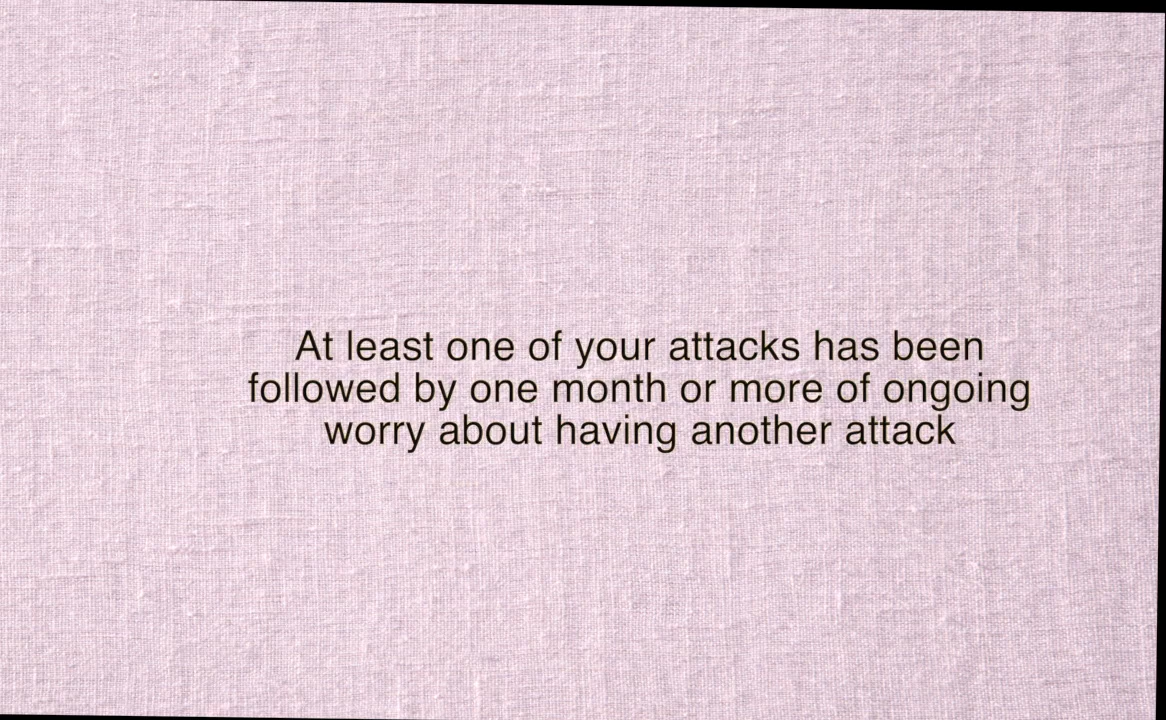 At least one of your attacks has been
followed by one month or more of ongoing
worry about having another attack